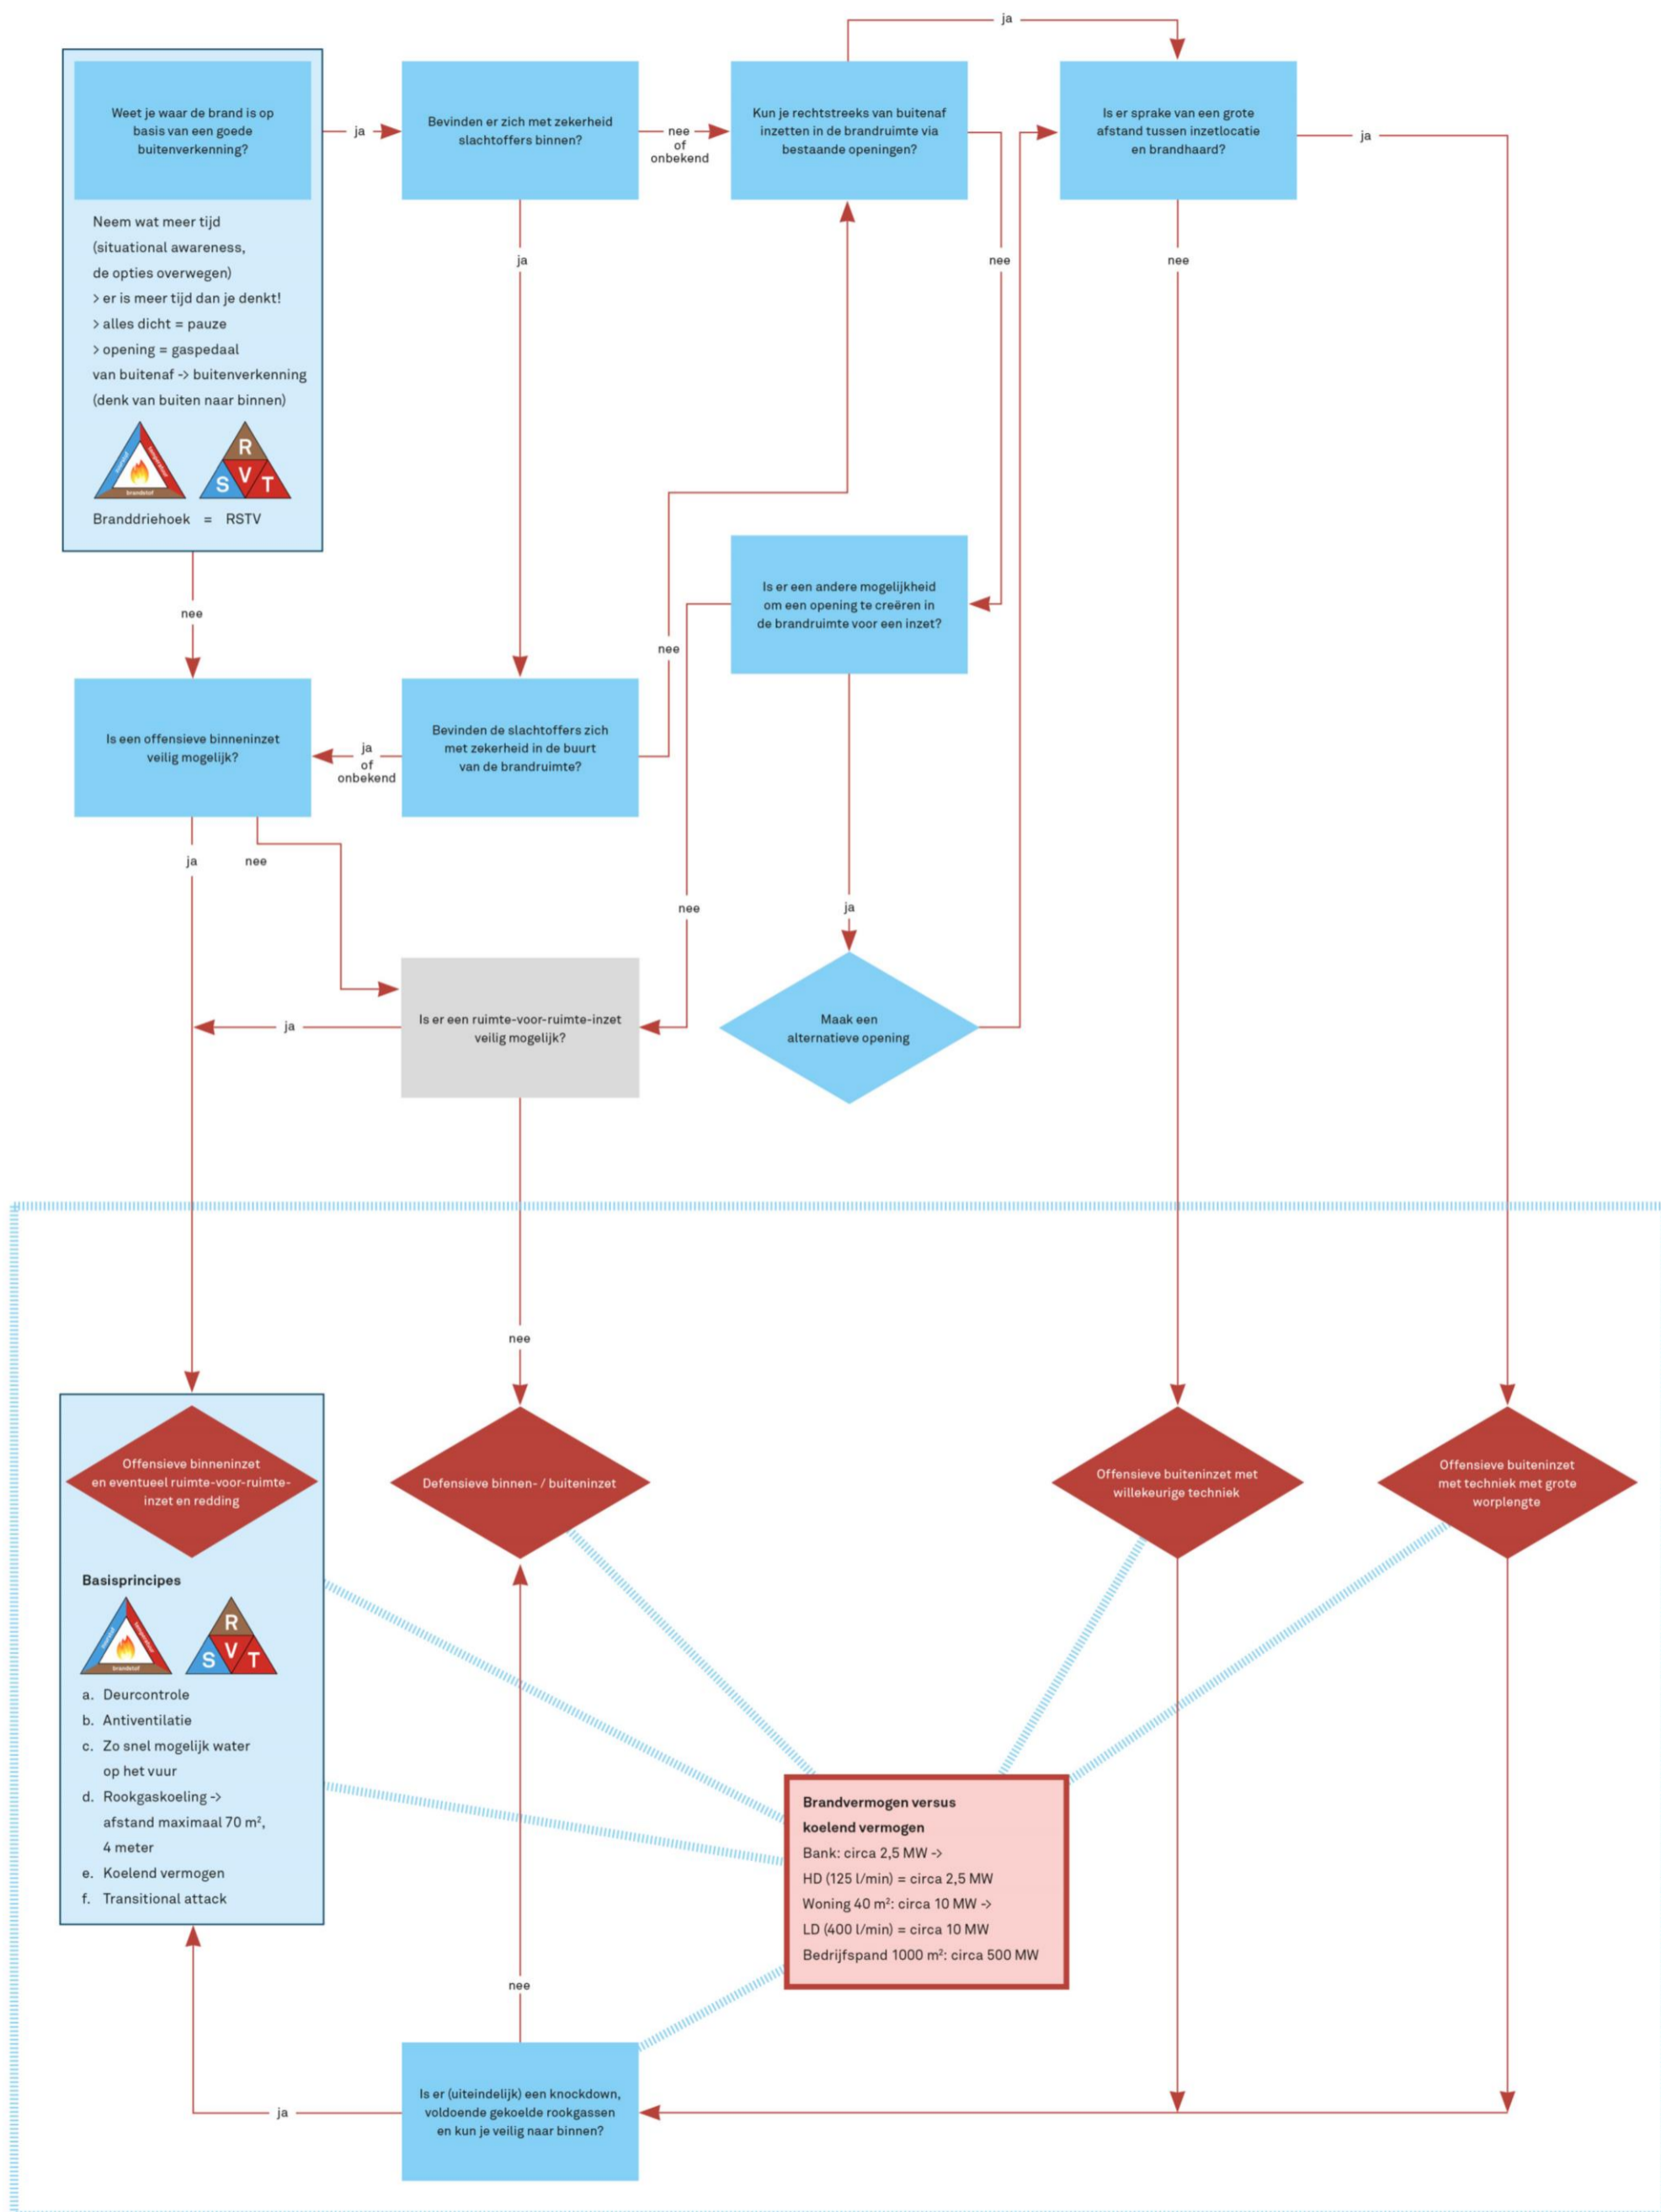 ja
Weet je waar de brand is op
basis van een goede
buitenverkenning?
ja
Bevinden er zich met zekerheid
slachtoffers binnen?
nee
of
onbekend
Kun je rechtstreeks van buitenaf
inzetten in de brandruimte via
bestaande openingen?
Is er sprake van een grote
afstand tussen inzetlocatie
en brandhaard?
ja
Neem wat meer tijd
(situational awareness,
de opties overwegen)
> er is meer tijd dan je denkt!
> alles dicht = pauze
> opening = gaspedaal
van buitenaf -> buitenverkenning
(denk van buiten naar binnen)
temperatuur
brandstof
R
S V T
Branddriehoek = RSTV
ja
nee
nee
nee
Is er een andere mogelijkheid
om een opening te creëren in
de brandruimte voor een inzet?
nee
Is een offensieve binneninzet
veilig mogelijk?
ja
of
onbekend
Bevinden de slachtoffers zich
met zekerheid in de buurt
van de brandruimte?
ja
nee
nee
ja
ja
Is er een ruimte-voor-ruimte-inzet
veilig mogelijk?
Maak een
alternatieve opening
nee
Offensieve binneninzet
en eventueel ruimte-voor-ruimte-
inzet en redding
Defensieve binnen- / buiteninzet
Offensieve buiteninzet met
willekeurige techniek
Offensieve buiteninzet
met techniek met grote
worplengte
Basisprincipes
temperatuur
brandstof
R
S V T
a. Deurcontrole
b. Antiventilatie
c. Zo snel mogelijk water
op het vuur
d. Rookgaskoeling ->
afstand maximaal 70 m²,
4 meter
e. Koelend vermogen
f. Transitional attack
Brandvermogen versus
koelend vermogen
Bank: circa 2,5 MW ->
HD (125 l/min) = circa 2,5 MW
Woning 40 m²: circa 10 MW ->
LD (400 l/min) = circa 10 MW
Bedrijfspand 1000 m²: circa 500 MW
nee
ja
Is er (uiteindelijk) een knockdown,
voldoende gekoelde rookgassen
en kun je veilig naar binnen?